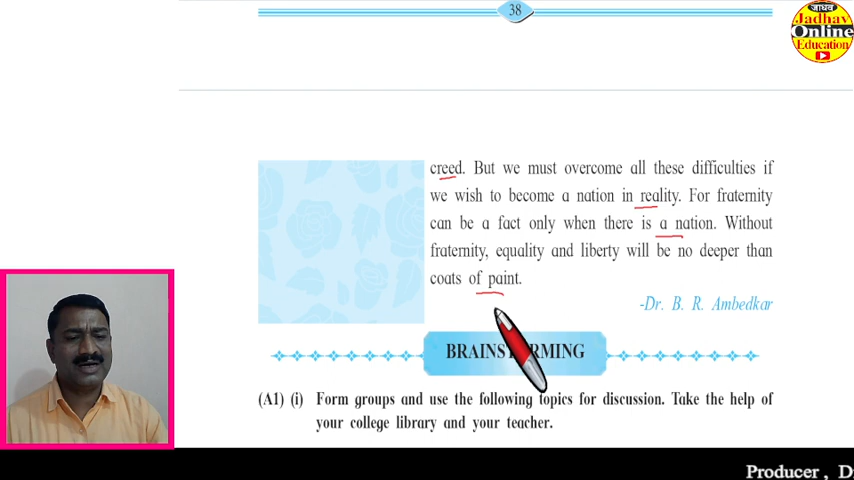 38
जाधव
Jadhav
Online
Education
creed. But we must overcome all these difficulties if
we wish to become a nation in reality. For fraternity
can be a fact only when there is a nation. Without
fraternity, equality and liberty will be no deeper than
coats of paint.
-Dr. B. R. Ambedkar
BRAINSTORMING
(A1) (i) Form groups and use the following topics for discussion. Take the help of
your college library and your teacher.
Producer , D